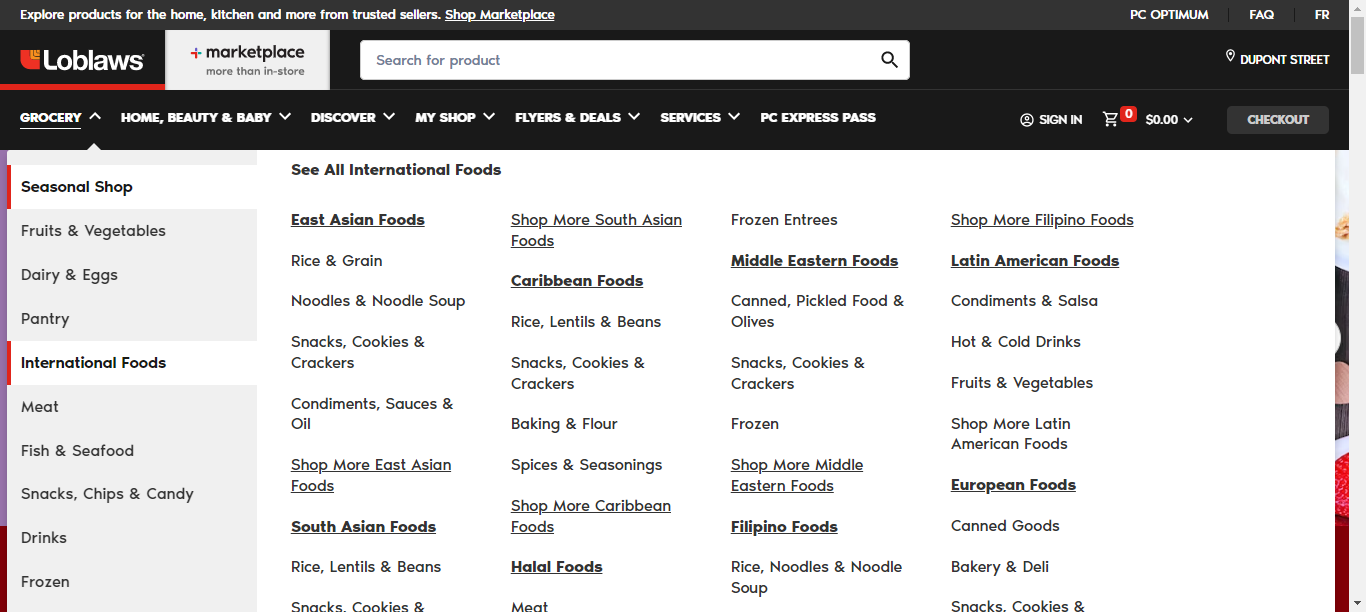 Explore products for the home, kitchen and more from trusted sellers. Shop Marketplace
PC OPTIMUM
FAQ
FR
Loblaws
marketplace
more than in-store
Search for product
DUPONT STREET
GROCERY
HOME, BEAUTY & BABY
DISCOVER
MY SHOP
FLYERS & DEALS
SERVICES
PC EXPRESS PASS
SIGN IN
0
$0.00
CHECKOUT
Seasonal Shop
Fruits & Vegetables
Dairy & Eggs
Pantry
International Foods
Meat
Fish & Seafood
Snacks, Chips & Candy
Drinks
Frozen
See All International Foods
East Asian Foods
Rice & Grain
Noodles & Noodle Soup
Snacks, Cookies &
Crackers
Condiments, Sauces &
Oil
Shop More East Asian
Foods
South Asian Foods
Rice, Lentils & Beans
Snacks, Cookies &
Shop More South Asian
Foods
Caribbean Foods
Rice, Lentils & Beans
Snacks, Cookies &
Crackers
Baking & Flour
Spices & Seasonings
Shop More Caribbean
Foods
Halal Foods
Meat
Frozen Entrees
Middle Eastern Foods
Canned, Pickled Food &
Olives
Snacks, Cookies &
Crackers
Frozen
Shop More Middle
Eastern Foods
Filipino Foods
Rice, Noodles & Noodle
Soup
Shop More Filipino Foods
Latin American Foods
Condiments & Salsa
Hot & Cold Drinks
Fruits & Vegetables
Shop More Latin
American Foods
European Foods
Canned Goods
Bakery & Deli
Snacks, Cookies &